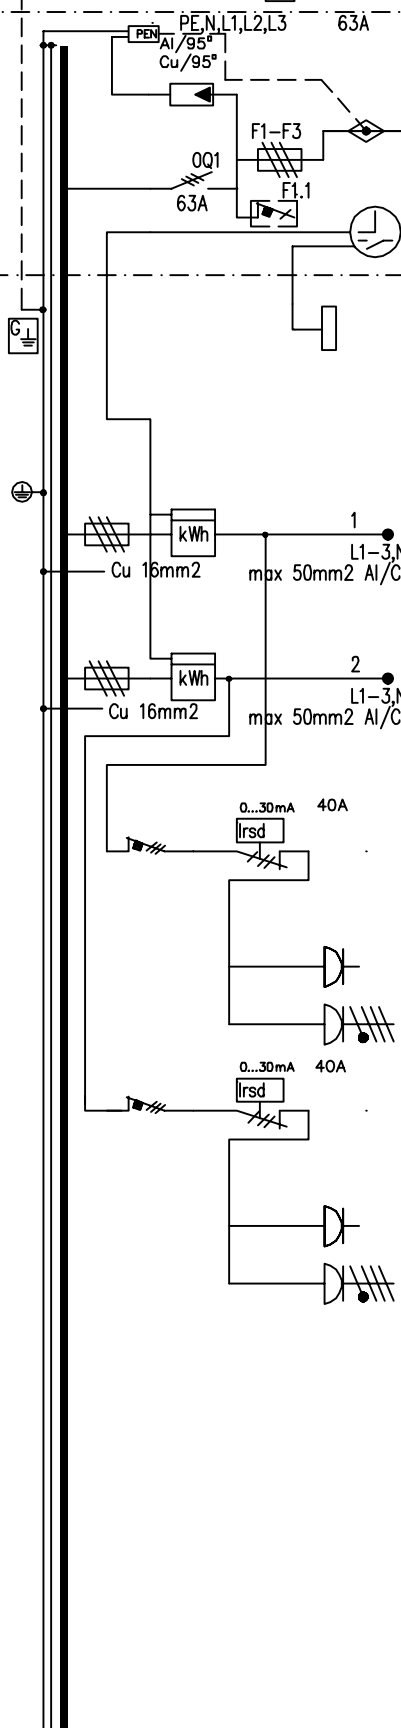 PE,N,L1,L2,L3 63A
PEN
Al/95°
Cu/95°
F1-F3
0Q1
63A
F1.1
G
1
kWh
L1-3,N
Cu 16mm2
max 50mm2 Al/C
2
kWh
L1-3,N
Cu 16mm2
max 50mm2 Al/C
0...30mA 40A
Irsd
0...30mA 40A
Irsd